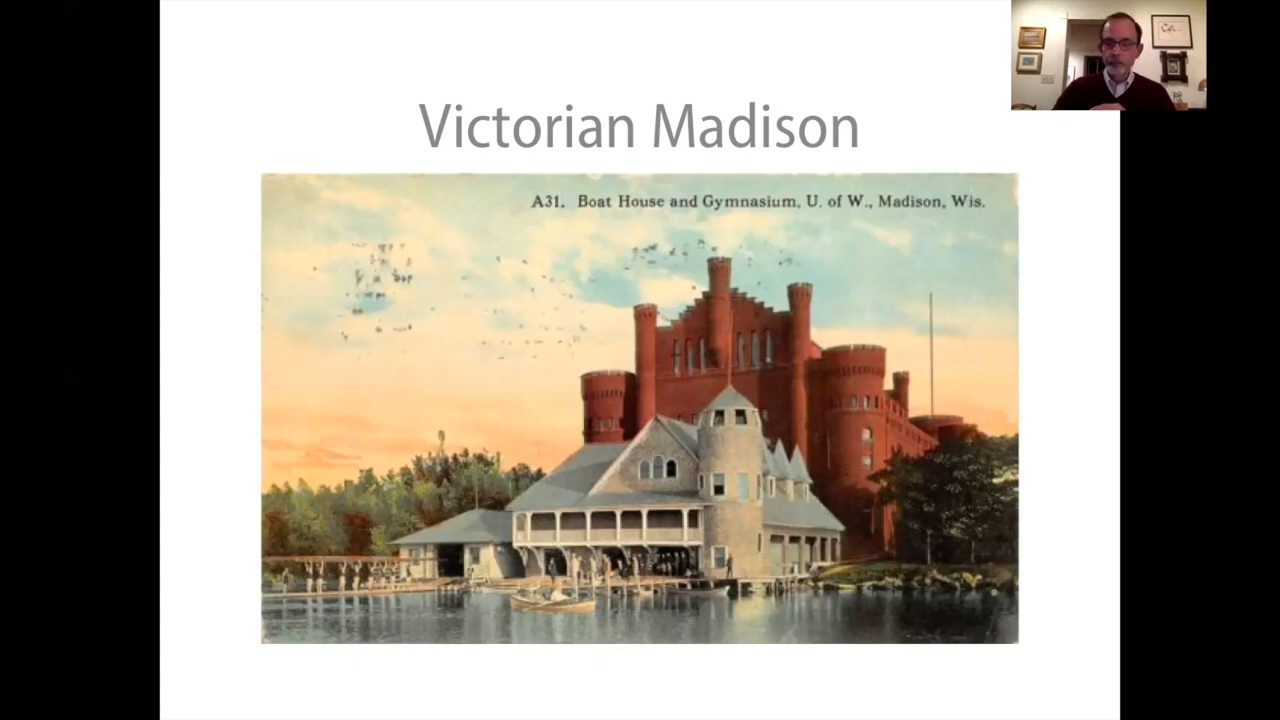 Victorian Madison
A31. Boat House and Gymnasium, U. of W., Madison, Wis.